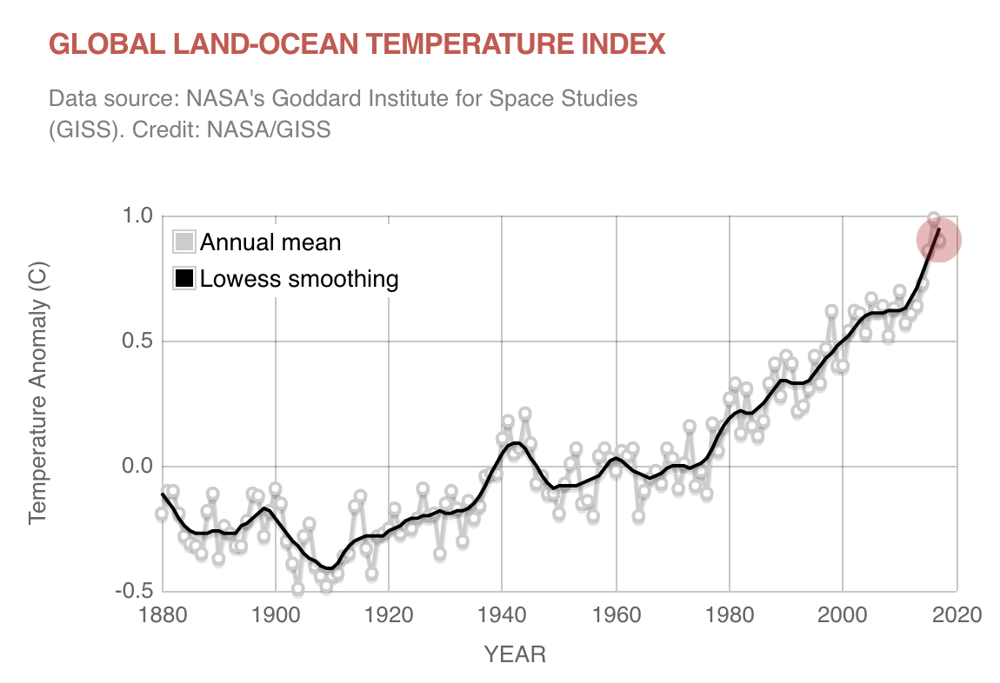 GLOBAL LAND-OCEAN TEMPERATURE INDEX
Data source: NASA's Goddard Institute for Space Studies
(GISS). Credit: NASA/GISS
1.0
Annual mean
Lowess smoothing
Temperature Anomaly (C)
0.5
0.0
-0.5
1880 1900 1920 1940 1960 1980 2000 2020
YEAR